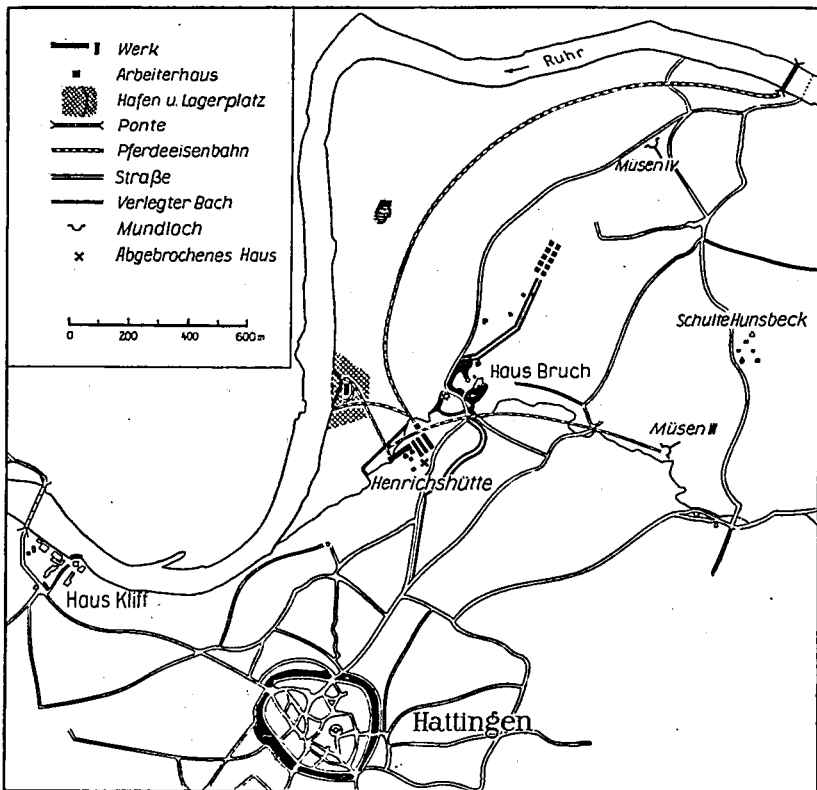 Werk
Arbeiterhaus
Hafen u. Lagerplatz
Ponte
Pferdeeisenbahn
Straße
Verlegter Bach
Mundloch
Abgebrochenes Haus
0 200 400 600m
← Ruhr
Müsen IV
Schulte Hunsbeck
Haus Bruch
Müsen III
Henrichshütte
Haus Kliff
Hattingen